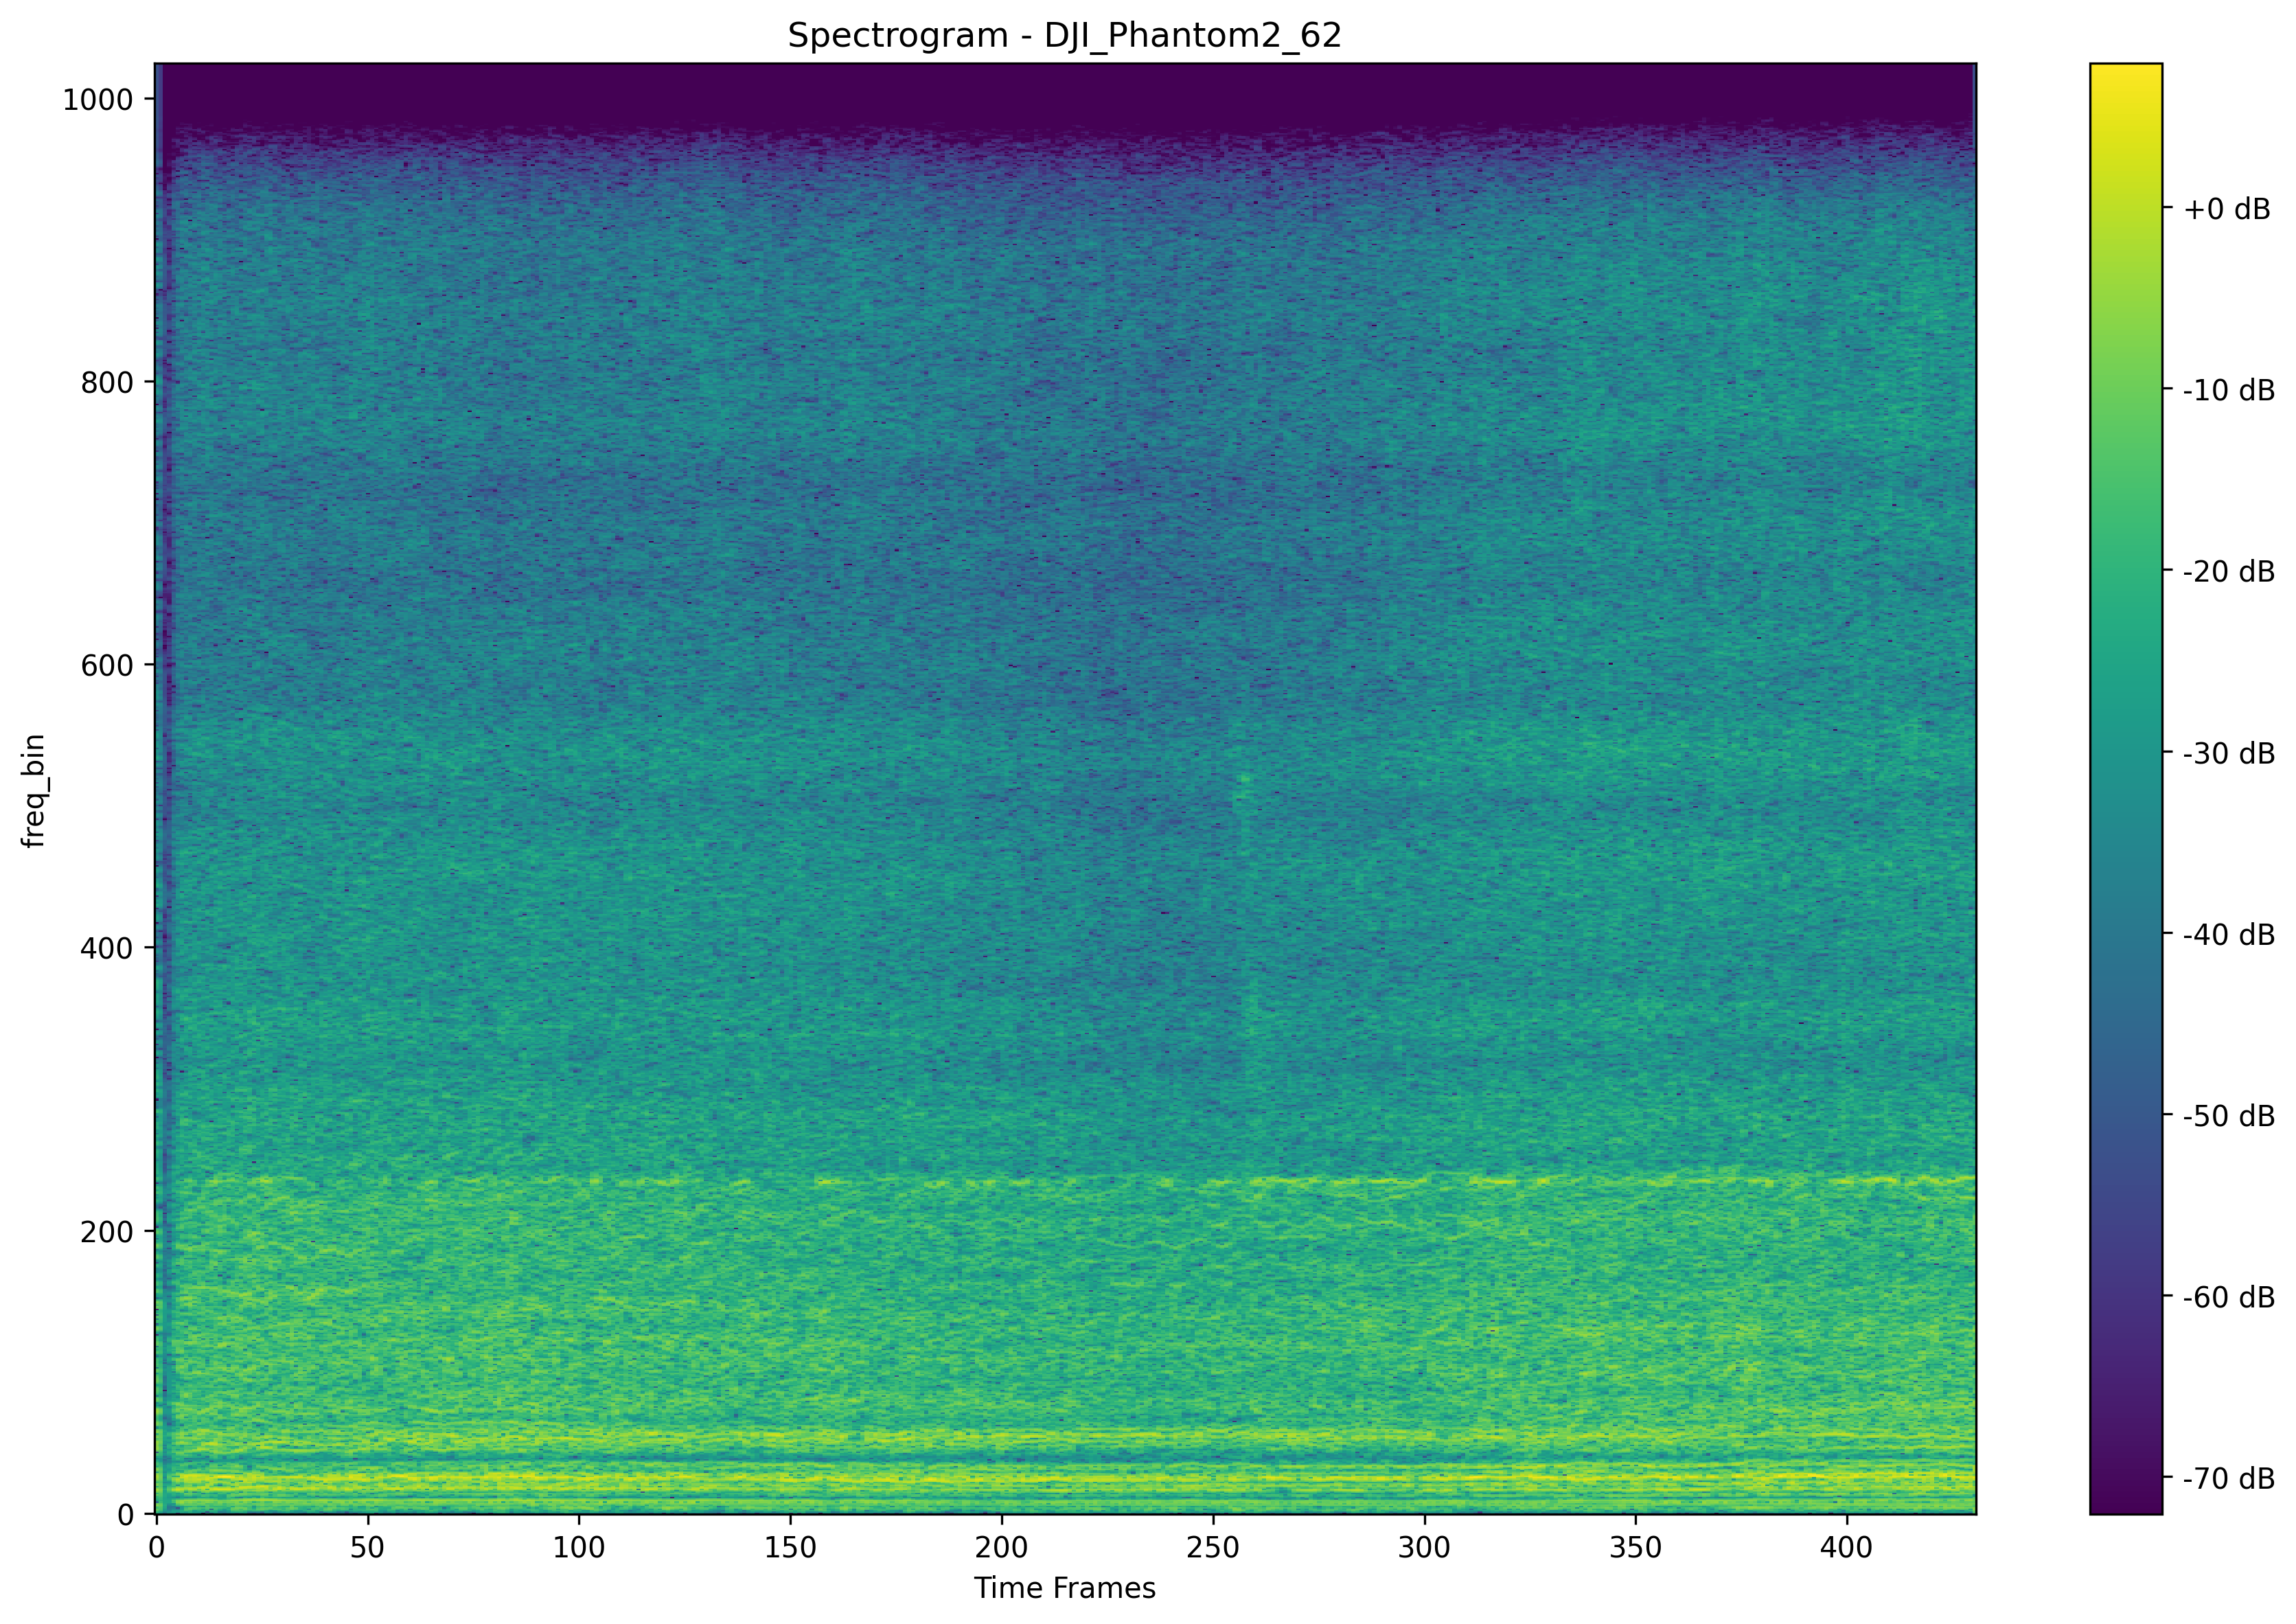 Spectrogram - DJI_Phantom2_62
1000
800
600
400
200
0
freq_bin
0 50 100 150 200 250 300 350 400
Time Frames
+0 dB
-10 dB
-20 dB
-30 dB
-40 dB
-50 dB
-60 dB
-70 dB